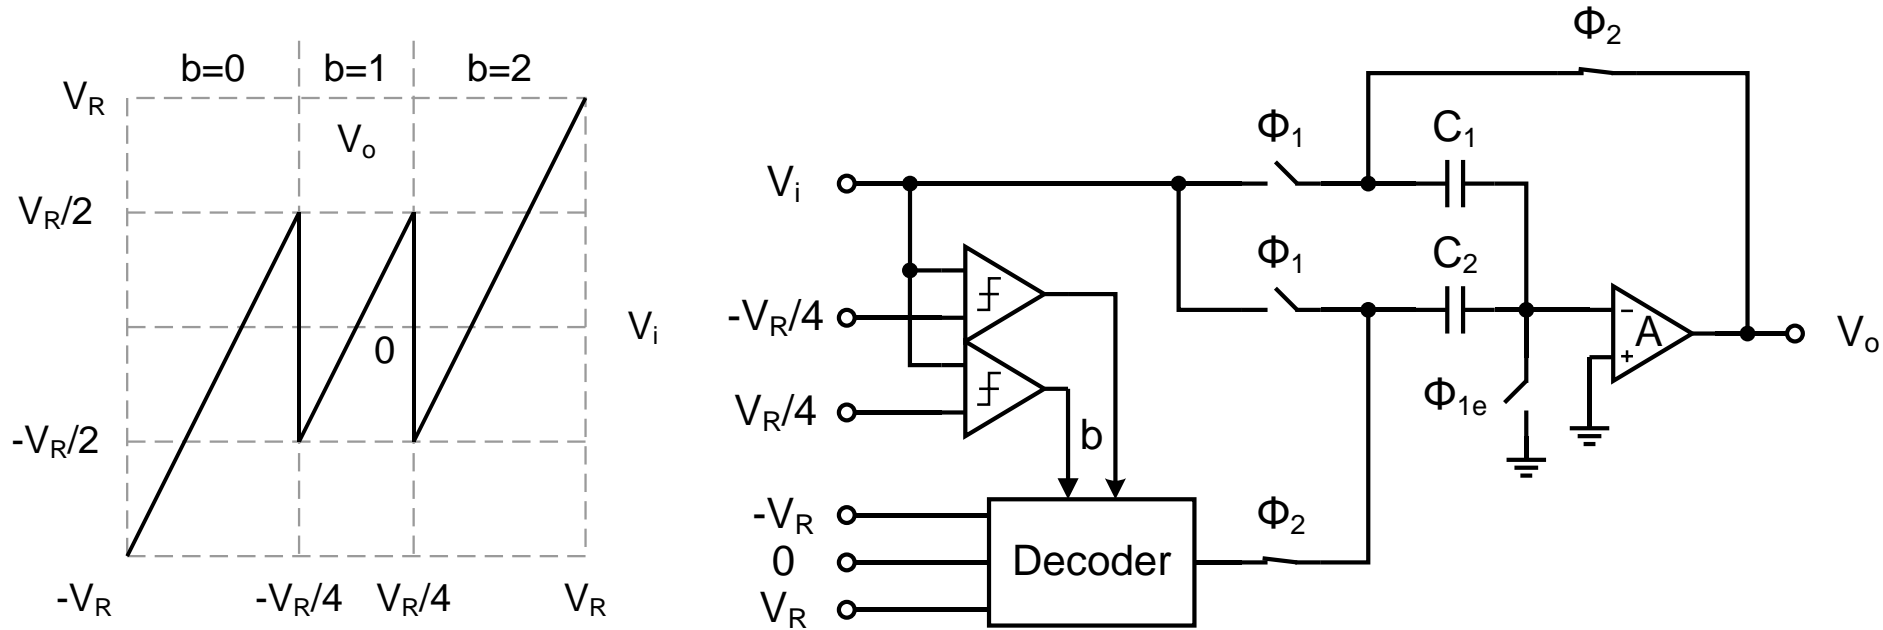 b=0 b=1 b=2
V_R
V_o
V_R/2
0
V_i
-V_R/2
-V_R -V_R/4 V_R/4 V_R
Φ_2
Φ_1 C_1
V_i
Φ_1 C_2
-V_R/4
A
V_o
V_R/4
Φ_1e
b
-V_R
Φ_2
0
Decoder
V_R